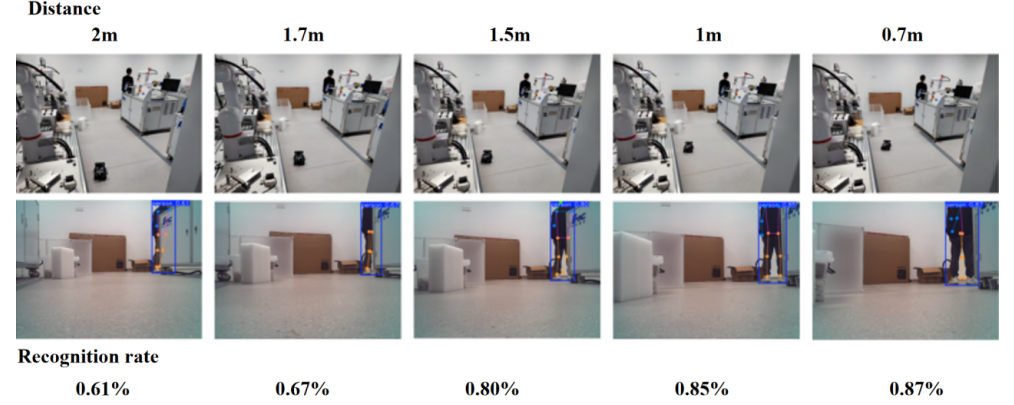 Distance
2m 1.7m 1.5m 1m 0.7m
Recognition rate
0.61% 0.67% 0.80% 0.85% 0.87%